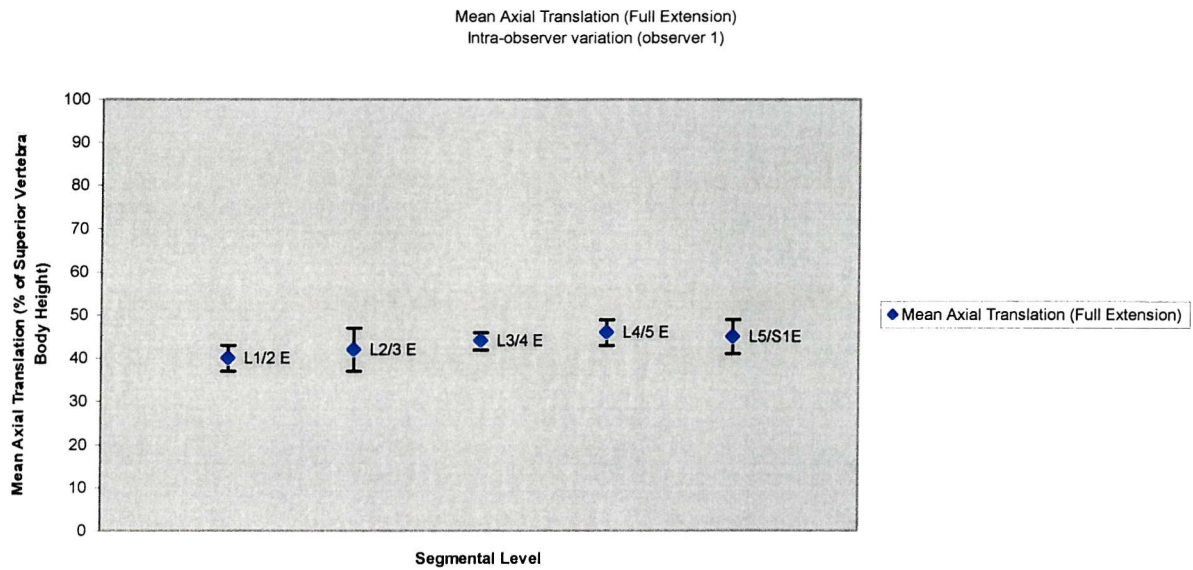 Mean Axial Translation (Full Extension)
Intra-observer variation (observer 1)
Mean Axial Translation (% of Superior Vertebra
Body Height)
100
90
80
70
60
50
40
30
20
10
0
L1/2 E
L2/3 E
L3/4 E
L4/5 E
L5/S1E
Segmental Level
Mean Axial Translation (Full Extension)